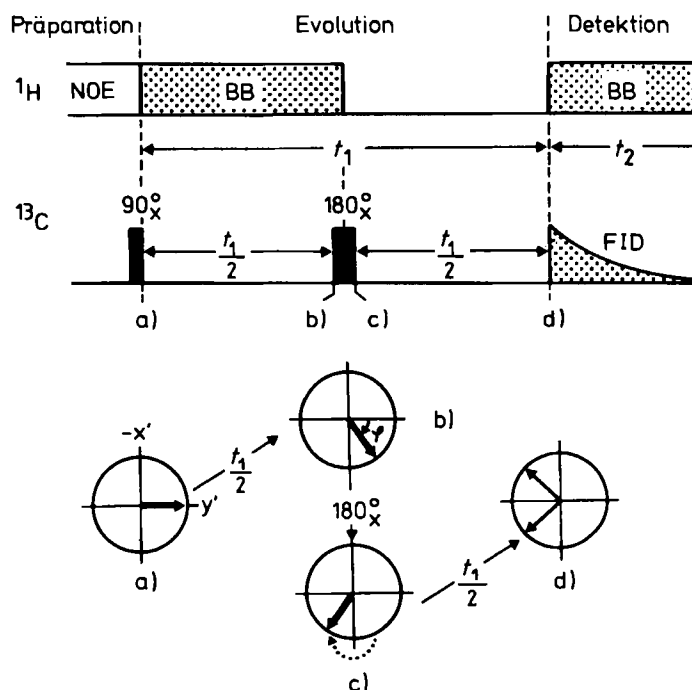 Präparation Evolution Detektion
¹H NOE BB BB
t₁ t₂
¹³C 90°ₓ 180°ₓ
t₁/2 t₁/2 FID
a) b) c) d)
-x' b)
t₁/2 φ
y' 180°ₓ
a) t₁/2 d)
c)